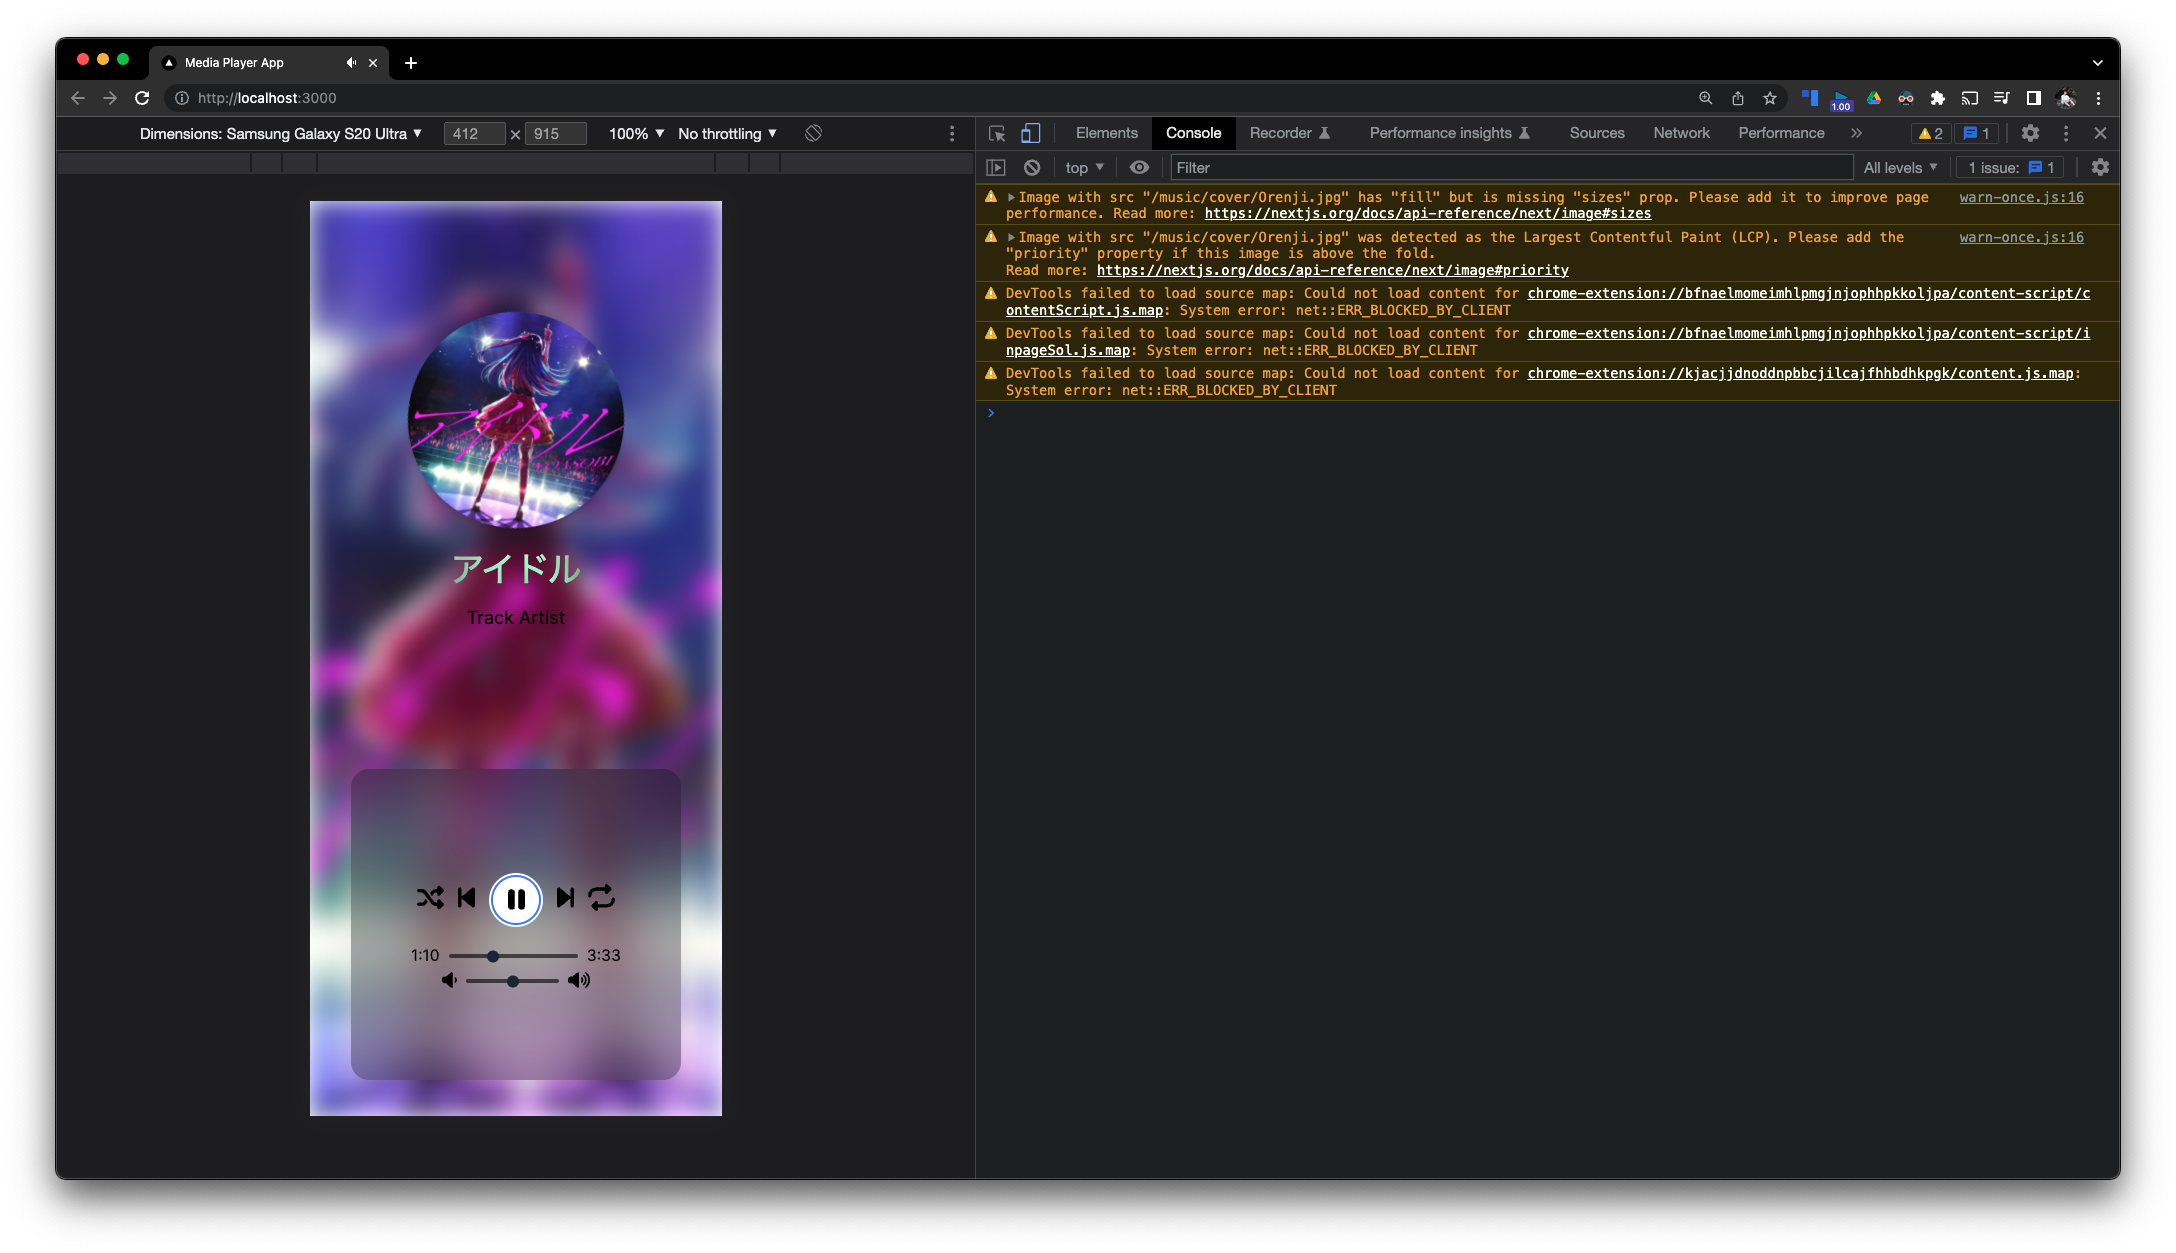 Media Player App
http://localhost:3000
1.00
Dimensions: Samsung Galaxy S20 Ultra ▼ 412 × 915 100% ▼ No throttling ▼
Elements Console Recorder Performance insights Sources Network Performance » 2 1
top ▼ Filter All levels ▼ 1 issue: 1
Image with src "/music/cover/Orenji.jpg" has "fill" but is missing "sizes" prop. Please add it to improve page warn-once.js:16
performance. Read more: https://nextjs.org/docs/api-reference/next/image#sizes
Image with src "/music/cover/Orenji.jpg" was detected as the Largest Contentful Paint (LCP). Please add the warn-once.js:16
"priority" property if this image is above the fold.
Read more: https://nextjs.org/docs/api-reference/next/image#priority
DevTools failed to load source map: Could not load content for chrome-extension://bfnaelmomeimhlpmgjnjophhpkkoljpa/content-script/c
ontentScript.js.map: System error: net::ERR_BLOCKED_BY_CLIENT
DevTools failed to load source map: Could not load content for chrome-extension://bfnaelmomeimhlpmgjnjophhpkkoljpa/content-script/i
npageSol.js.map: System error: net::ERR_BLOCKED_BY_CLIENT
DevTools failed to load source map: Could not load content for chrome-extension://kjacjjdnoddnpbbcjilcajfhhbdhkpgk/content.js.map:
System error: net::ERR_BLOCKED_BY_CLIENT
アイドル
YOASOBI
アイドル
Track Artist
1:10 3:33